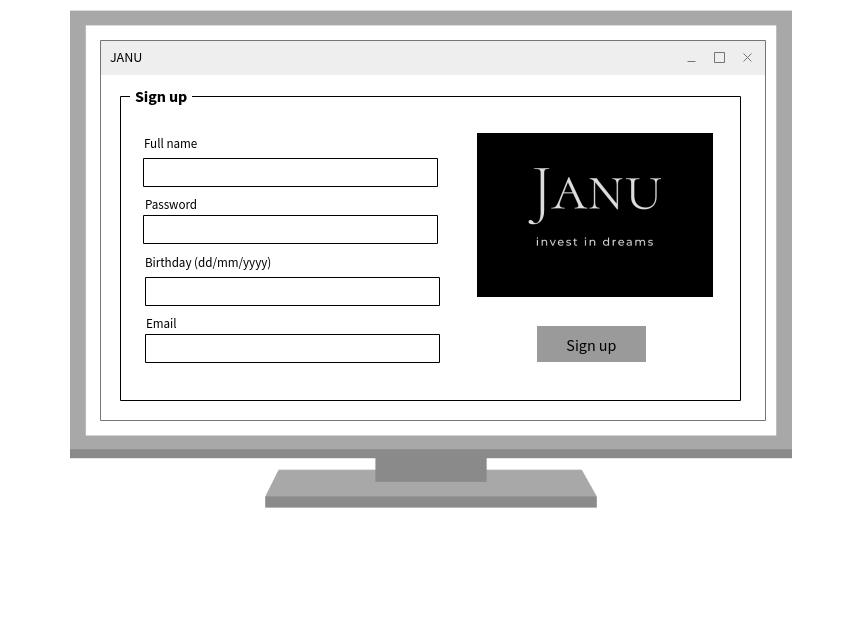 JANU
Sign up
Full name
Password
Birthday (dd/mm/yyyy)
Email
JANU
invest in dreams
Sign up